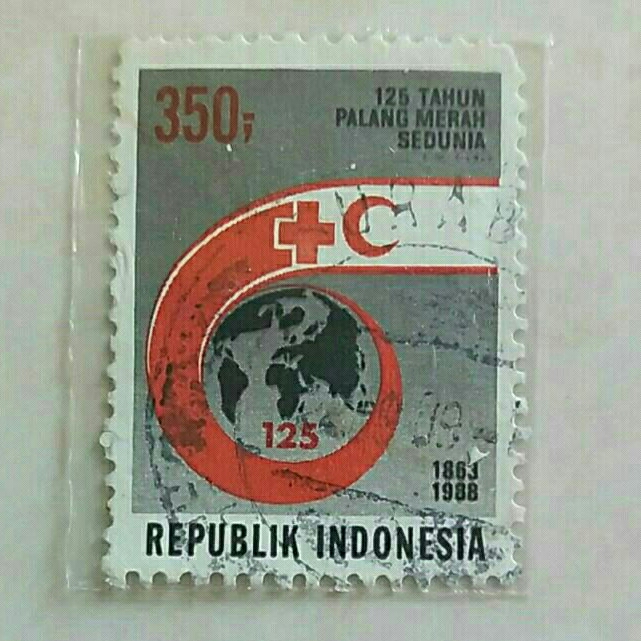 350,-
125 TAHUN
PALANG MERAH
SEDUNIA
125
1863
1988
REPUBLIK INDONESIA